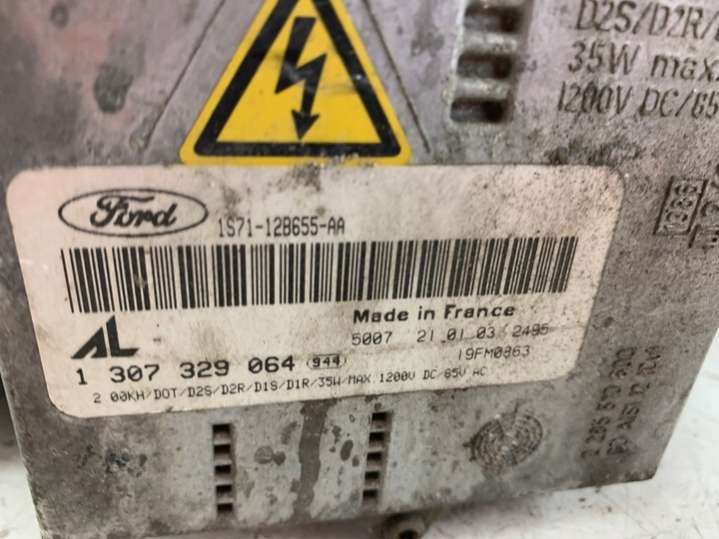 D2S/D2R/
35W max
1200V DC/85
Ford
1S71-12B655-AA
Made in France
5007 21.01.03 2495
AL
19FM0863
1 307 329 064 944
2 00KH/DOT/D2S/D2R/D1S/D1R/35W/MAX.1200V DC/85V AC